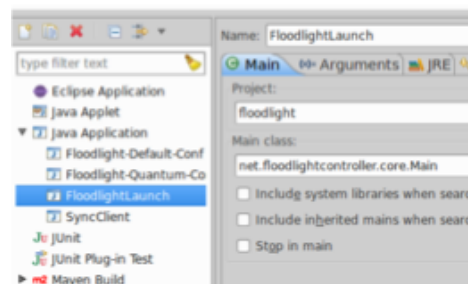 Name: FloodlightLaunch
type filter text
Main
Arguments
JRE
Eclipse Application
Java Applet
Java Application
Floodlight-Default-Conf
Floodlight-Quantum-Co
FloodlightLaunch
SyncClient
JUnit
JUnit Plug-in Test
Maven Build
Project:
floodlight
Main class:
net.floodlightcontroller.core.Main
Include system libraries when sear
Include inherited mains when sear
Stop in main